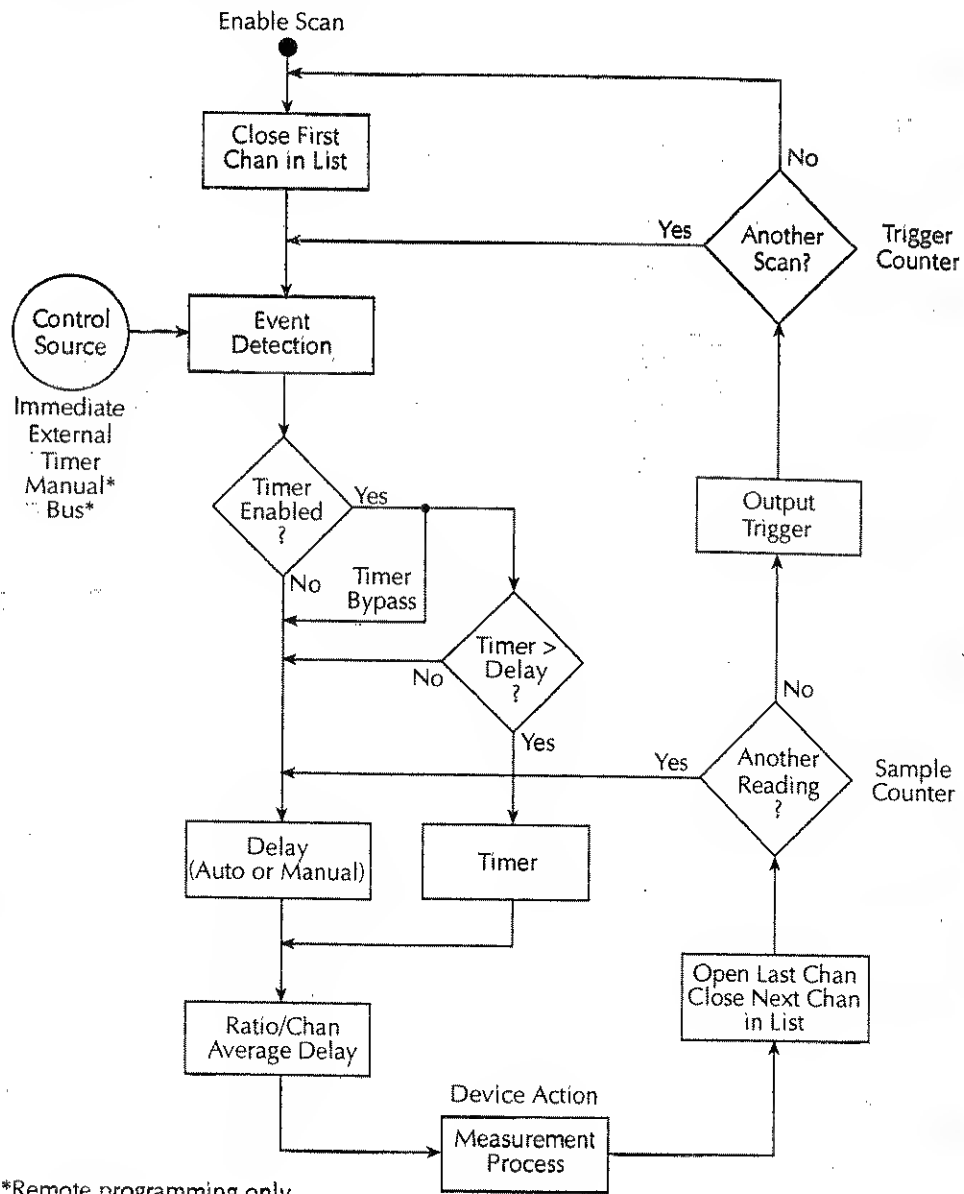 Enable Scan
Close First
Chan in List
No
Yes
Another
Scan?
Trigger
Counter
Control
Source
Event
Detection
Immediate
External
Timer
Manual*
Bus*
Timer
Enabled
?
Yes
No
Timer
Bypass
Output
Trigger
Timer >
Delay
?
No
Yes
No
Yes
Another
Reading
?
Sample
Counter
Delay
(Auto or Manual)
Timer
Open Last Chan
Close Next Chan
in List
Ratio/Chan
Average Delay
Device Action
Measurement
Process
*Remote programming only